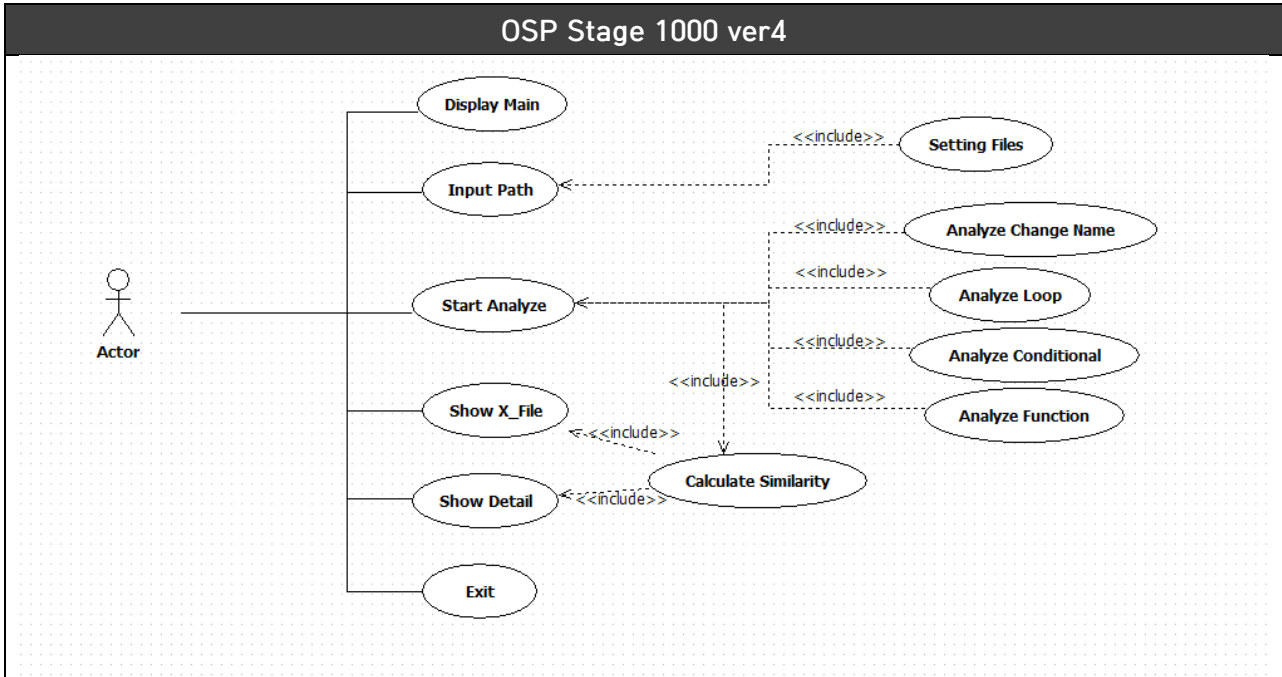 OSP Stage 1000 ver4
Display Main
<<include>>
Setting Files
Input Path
<<include>>
Analyze Change Name
<<include>>
Analyze Loop
Start Analyze
Actor
<<include>>
Analyze Conditional
<<include>>
<<include>>
Analyze Function
Show X_File
<<include>>
Calculate Similarity
Show Detail
<<include>>
Exit